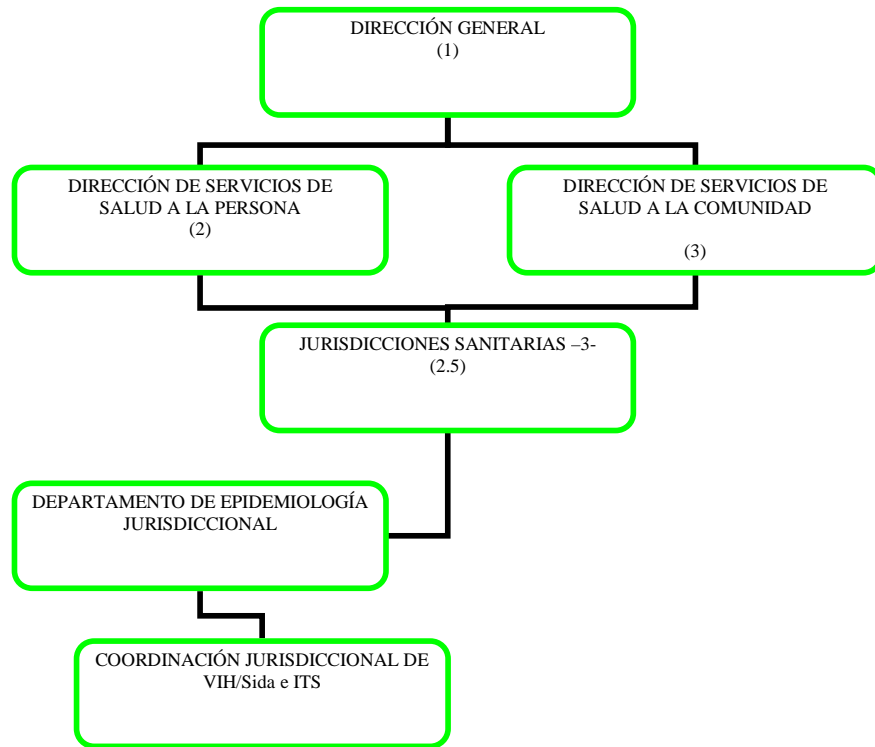 DIRECCIÓN GENERAL
(1)
DIRECCIÓN DE SERVICIOS DE
SALUD A LA PERSONA
(2)
DIRECCIÓN DE SERVICIOS DE
SALUD A LA COMUNIDAD
(3)
JURISDICCIONES SANITARIAS –3-
(2.5)
DEPARTAMENTO DE EPIDEMIOLOGÍA
JURISDICCIONAL
COORDINACIÓN JURISDICCIONAL DE
VIH/Sida e ITS